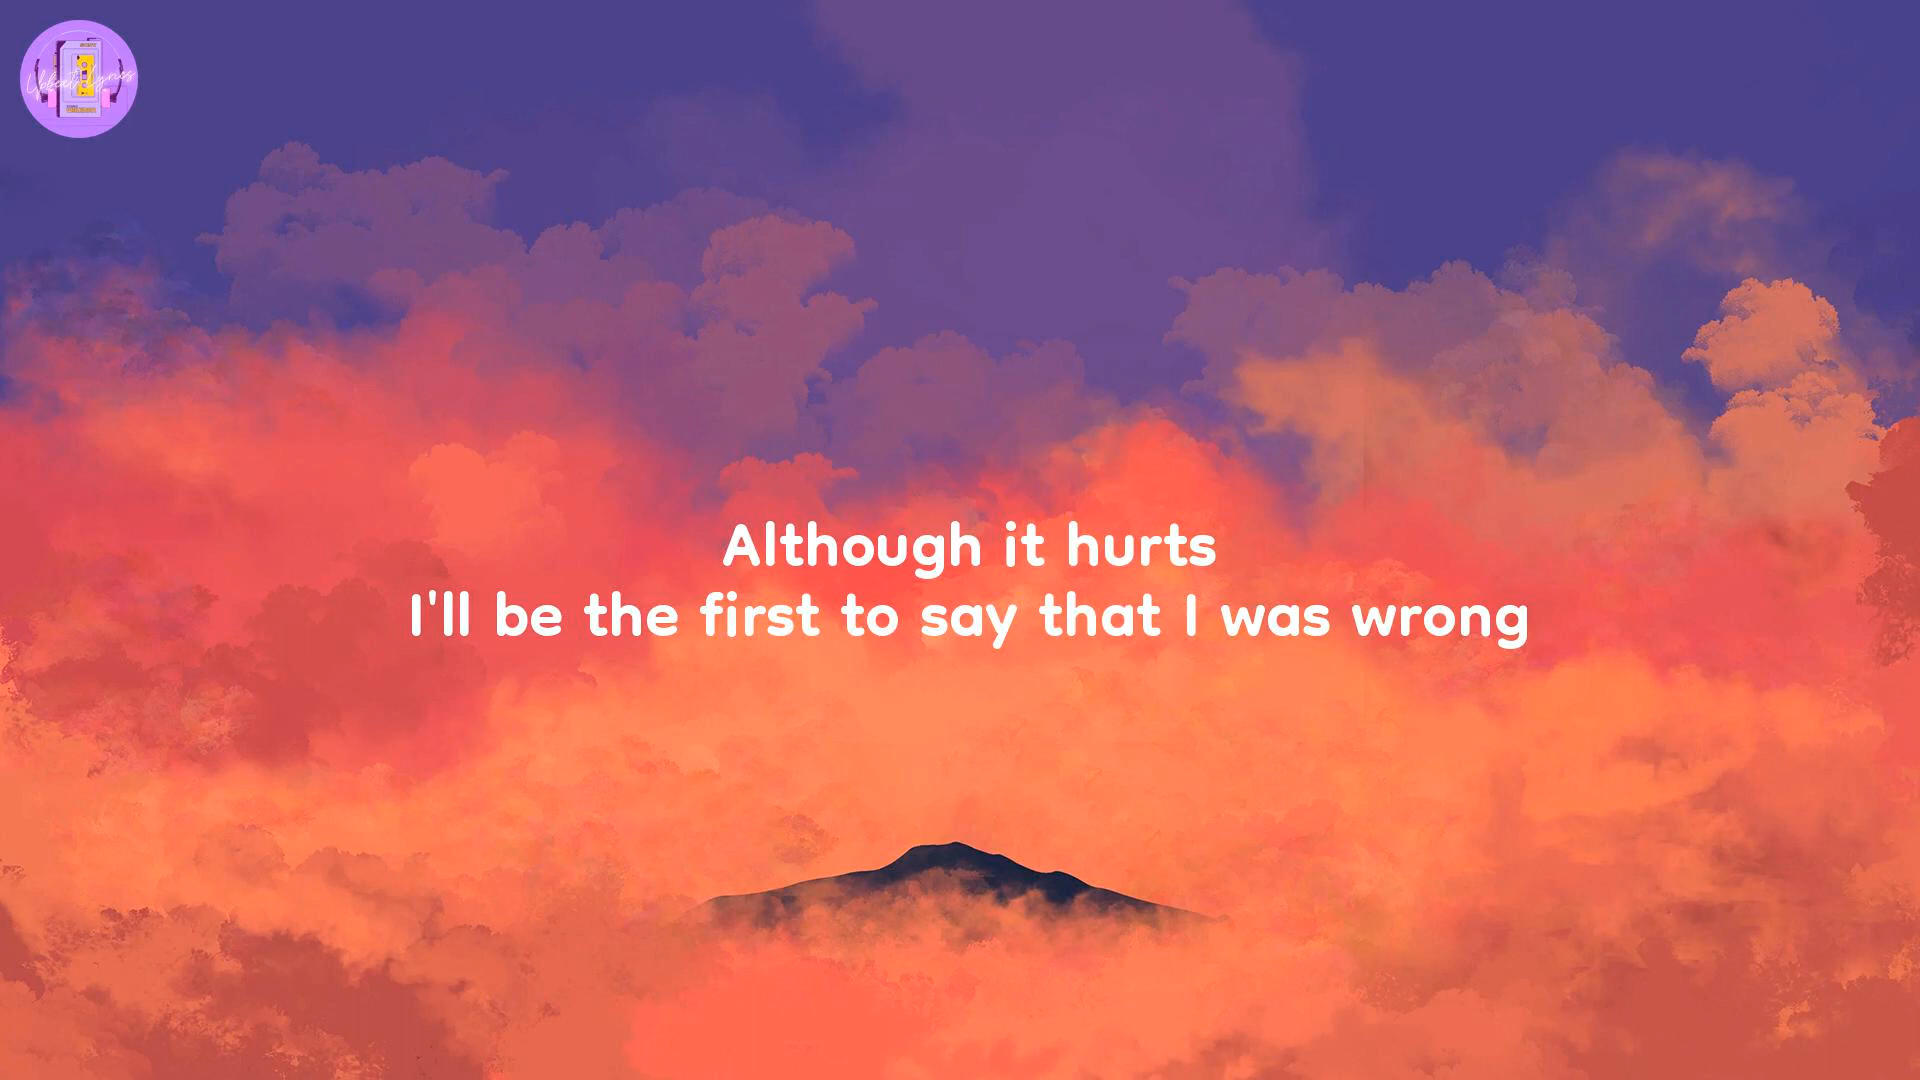 Although it hurts
I'll be the first to say that I was wrong